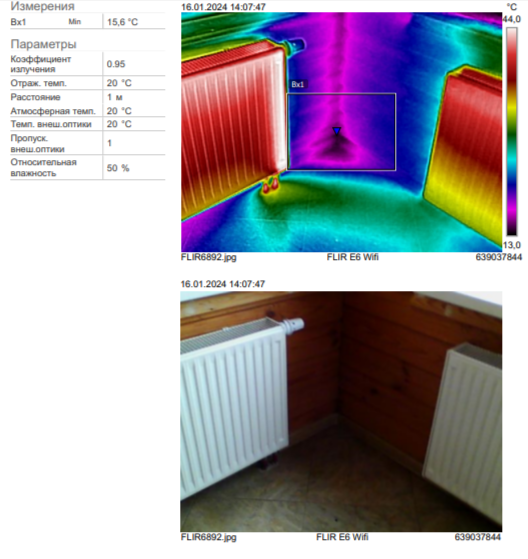 Измерения
Bx1 Min 15,6 °C
Параметры
Коэффициент излучения 0.95
Отраж. темп. 20 °C
Расстояние 1 м
Атмосферная темп. 20 °C
Темп. внеш.оптики 20 °C
Пропуск. внеш.оптики 1
Относительная влажность 50 %
16.01.2024 14:07:47
°C
44,0
Bx1
13,0
FLIR6892.jpg FLIR E6 Wifi 639037844
16.01.2024 14:07:47
FLIR6892.jpg FLIR E6 Wifi 639037844